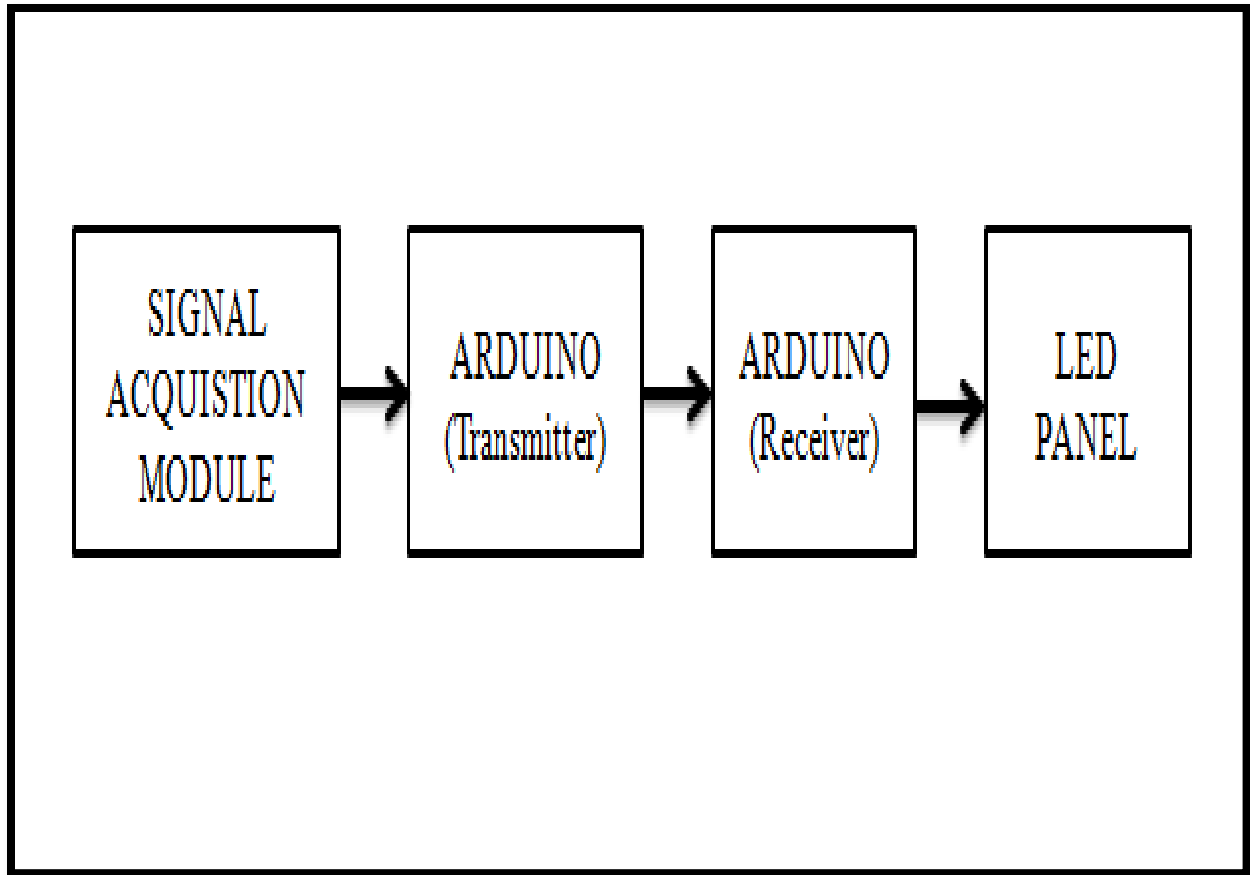 SIGNAL
ACQUISTION
MODULE
ARDUINO
(Transmitter)
ARDUINO
(Receiver)
LED
PANEL